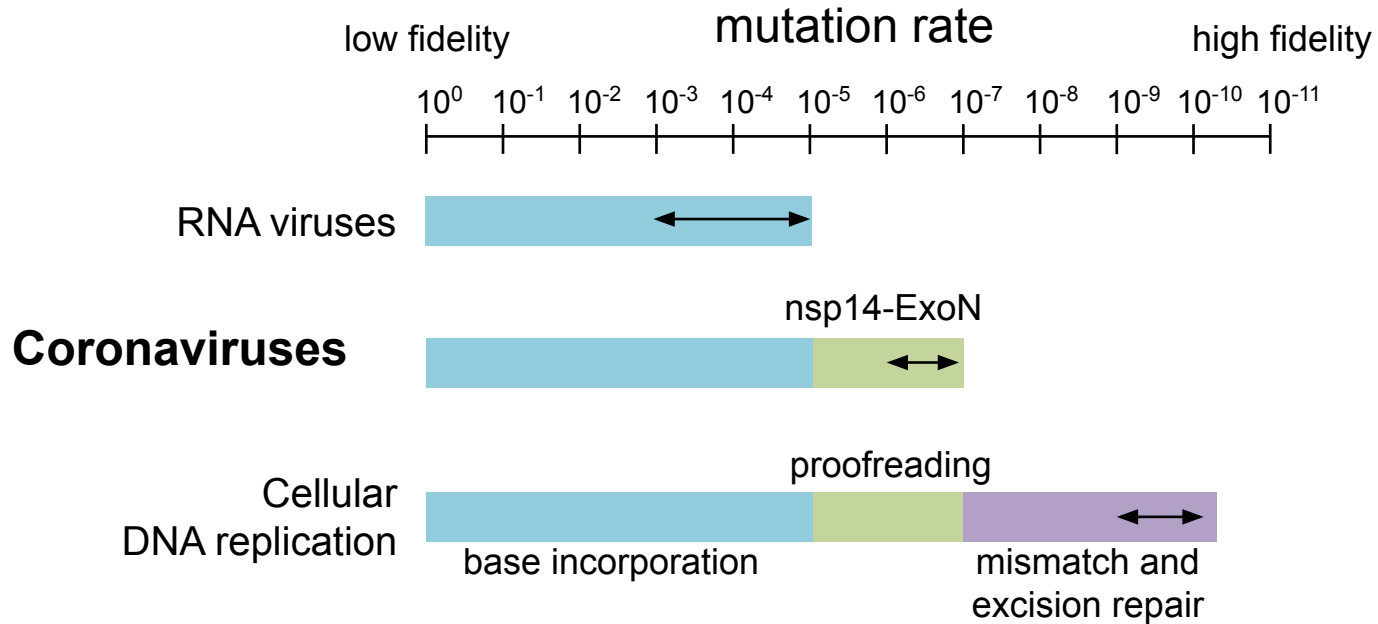 mutation rate
low fidelity
high fidelity
10⁰ 10⁻¹ 10⁻² 10⁻³ 10⁻⁴ 10⁻⁵ 10⁻⁶ 10⁻⁷ 10⁻⁸ 10⁻⁹ 10⁻¹⁰ 10⁻¹¹
RNA viruses
nsp14-ExoN
Coronaviruses
proofreading
Cellular
DNA replication
base incorporation
mismatch and
excision repair